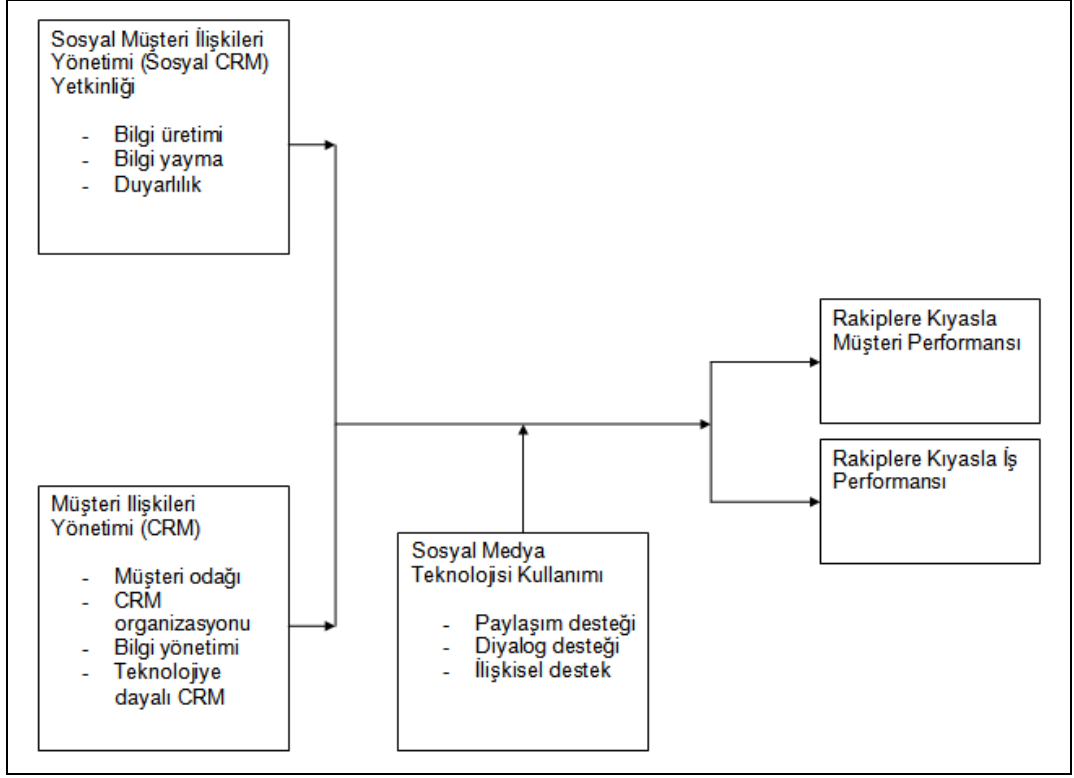 Sosyal Müşteri İlişkileri
Yönetimi (Sosyal CRM)
Yetkinliği
- Bilgi üretimi
- Bilgi yayma
- Duyarlılık
Müşteri Ilişkileri
Yönetimi (CRM)
- Müşteri odağı
- CRM
organizasyonu
- Bilgi yönetimi
- Teknolojiye
dayalı CRM
Sosyal Medya
Teknolojisi Kullanımı
- Paylaşım desteği
- Diyalog desteği
- İlişkisel destek
Rakiplere Kıyasla
Müşteri Performansı
Rakiplere Kıyasla İş
Performansı